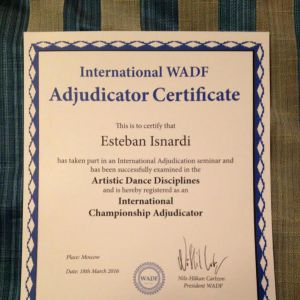 International WADF
Adjudicator Certificate
This is to certify that
Esteban Isnardi
has taken part in an International Adjudication seminar and
has been successfully examined in the
Artistic Dance Disciplines
and is hereby registered as an
International
Championship Adjudicator
Place: Moscow
Date: 18th March 2016
WADF
Nils-Håkan Carlzon
President WADF